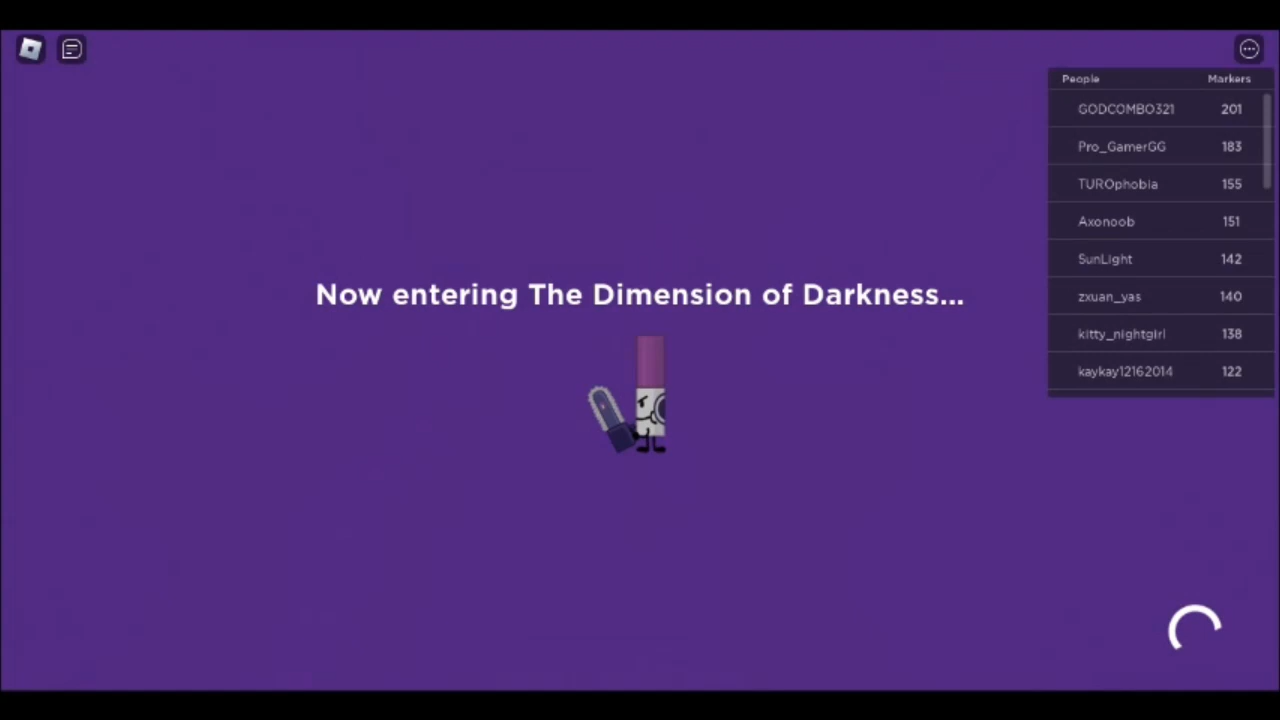 People Markers
GODCOMBO321 201
Pro_GamerGG 183
TUROphobia 155
Axonoob 151
SunLight 142
zxuan_yas 140
kitty_nightgirl 138
kaykay12162014 122
Now entering The Dimension of Darkness...